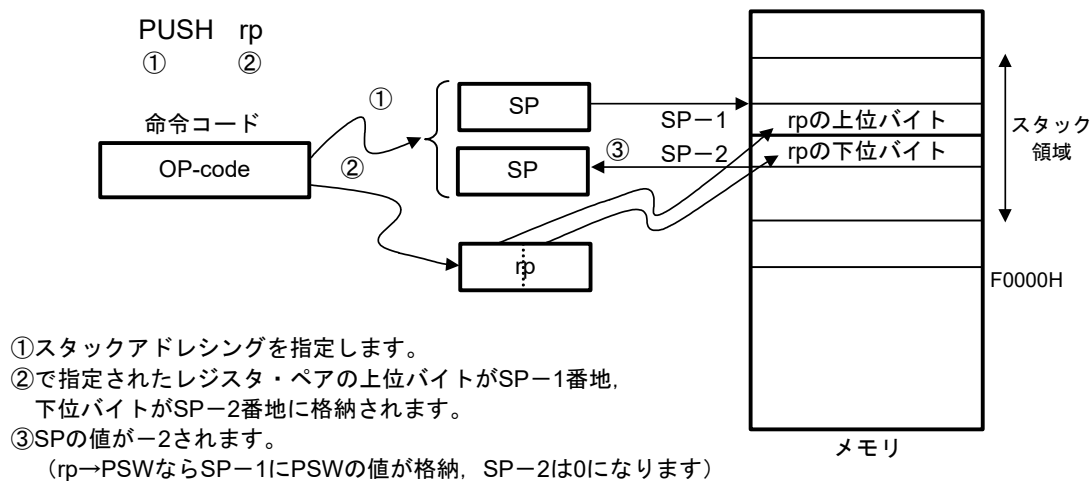 PUSH rp
① ②
命令コード
OP-code
①
②
SP
SP
③
rp
SP－1
SP－2
rpの上位バイト
rpの下位バイト
スタック
領域
F0000H
メモリ
①スタックアドレシングを指定します。
②で指定されたレジスタ・ペアの上位バイトがSP－1番地,
下位バイトがSP－2番地に格納されます。
③SPの値が－2されます。
（rp→PSWならSP－1にPSWの値が格納, SP－2は0になります）